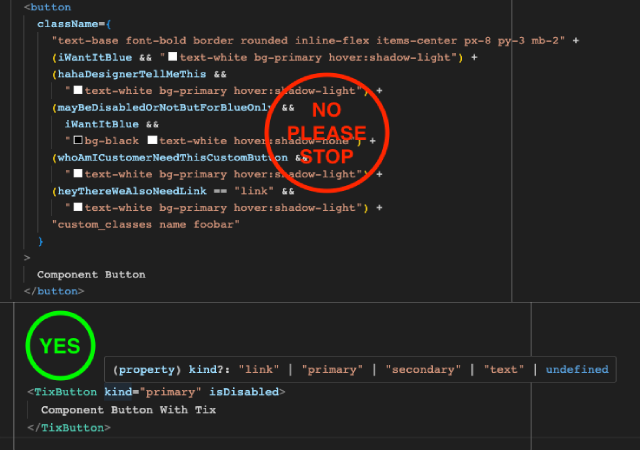 <button
className={
"text-base font-bold border rounded inline-flex items-center px-8 py-3 mb-2" +
(iWantItBlue && "text-white bg-primary hover:shadow-light") +
(hahaDesignerTellMeThis &&
"text-white bg-primary hover:shadow-light") +
(mayBeDisabledOrNotButForBlueOnly &&
iWantItBlue &&
"bg-black text-white hover:shadow-none") +
(whoAmICustomerNeedThisCustomButton &&
"text-white bg-primary hover:shadow-light") +
(heyThereWeAlsoNeedLink == "link" &&
"text-white bg-primary hover:shadow-light") +
"custom_classes name foobar"
}
>
Component Button
</button>
NO
PLEASE
STOP
YES
(property) kind?: "link" | "primary" | "secondary" | "text" | undefined
<TixButton kind="primary" isDisabled>
Component Button With Tix
</TixButton>